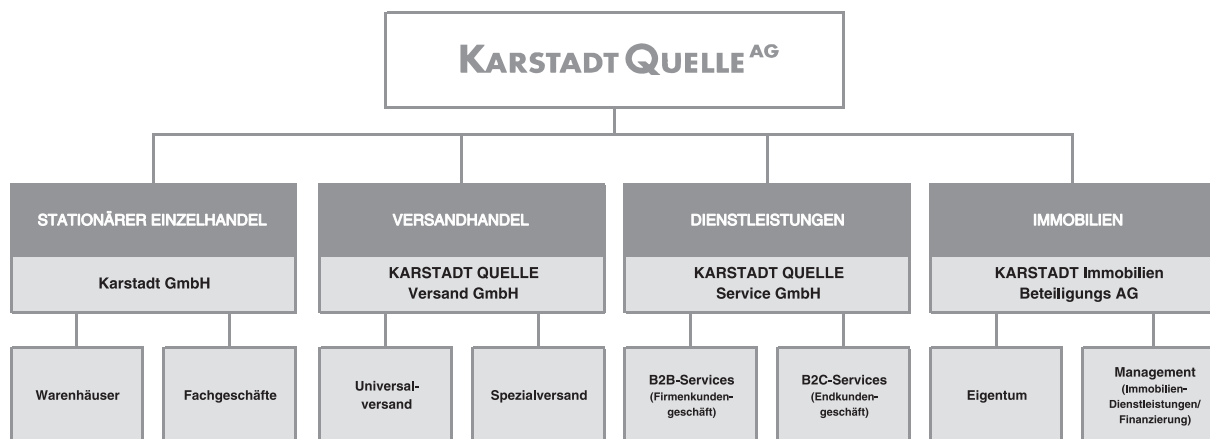 KARSTADT QUELLE AG
STATIONÄRER EINZELHANDEL
Karstadt GmbH
Warenhäuser
Fachgeschäfte
VERSANDHANDEL
KARSTADT QUELLE
Versand GmbH
Universal-
versand
Spezialversand
DIENSTLEISTUNGEN
KARSTADT QUELLE
Service GmbH
B2B-Services
(Firmenkunden-
geschäft)
B2C-Services
(Endkunden-
geschäft)
IMMOBILIEN
KARSTADT Immobilien
Beteiligungs AG
Eigentum
Management
(Immobilien-
Dienstleistungen/
Finanzierung)